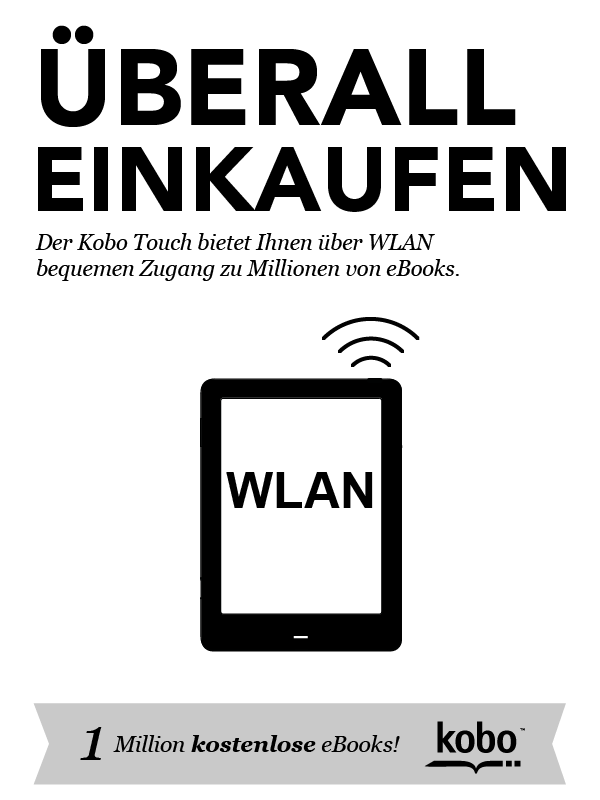 ÜBERALL
EINKAUFEN
Der Kobo Touch bietet Ihnen über WLAN
bequemen Zugang zu Millionen von eBooks.
WLAN
1 Million kostenlose eBooks!
kobo™